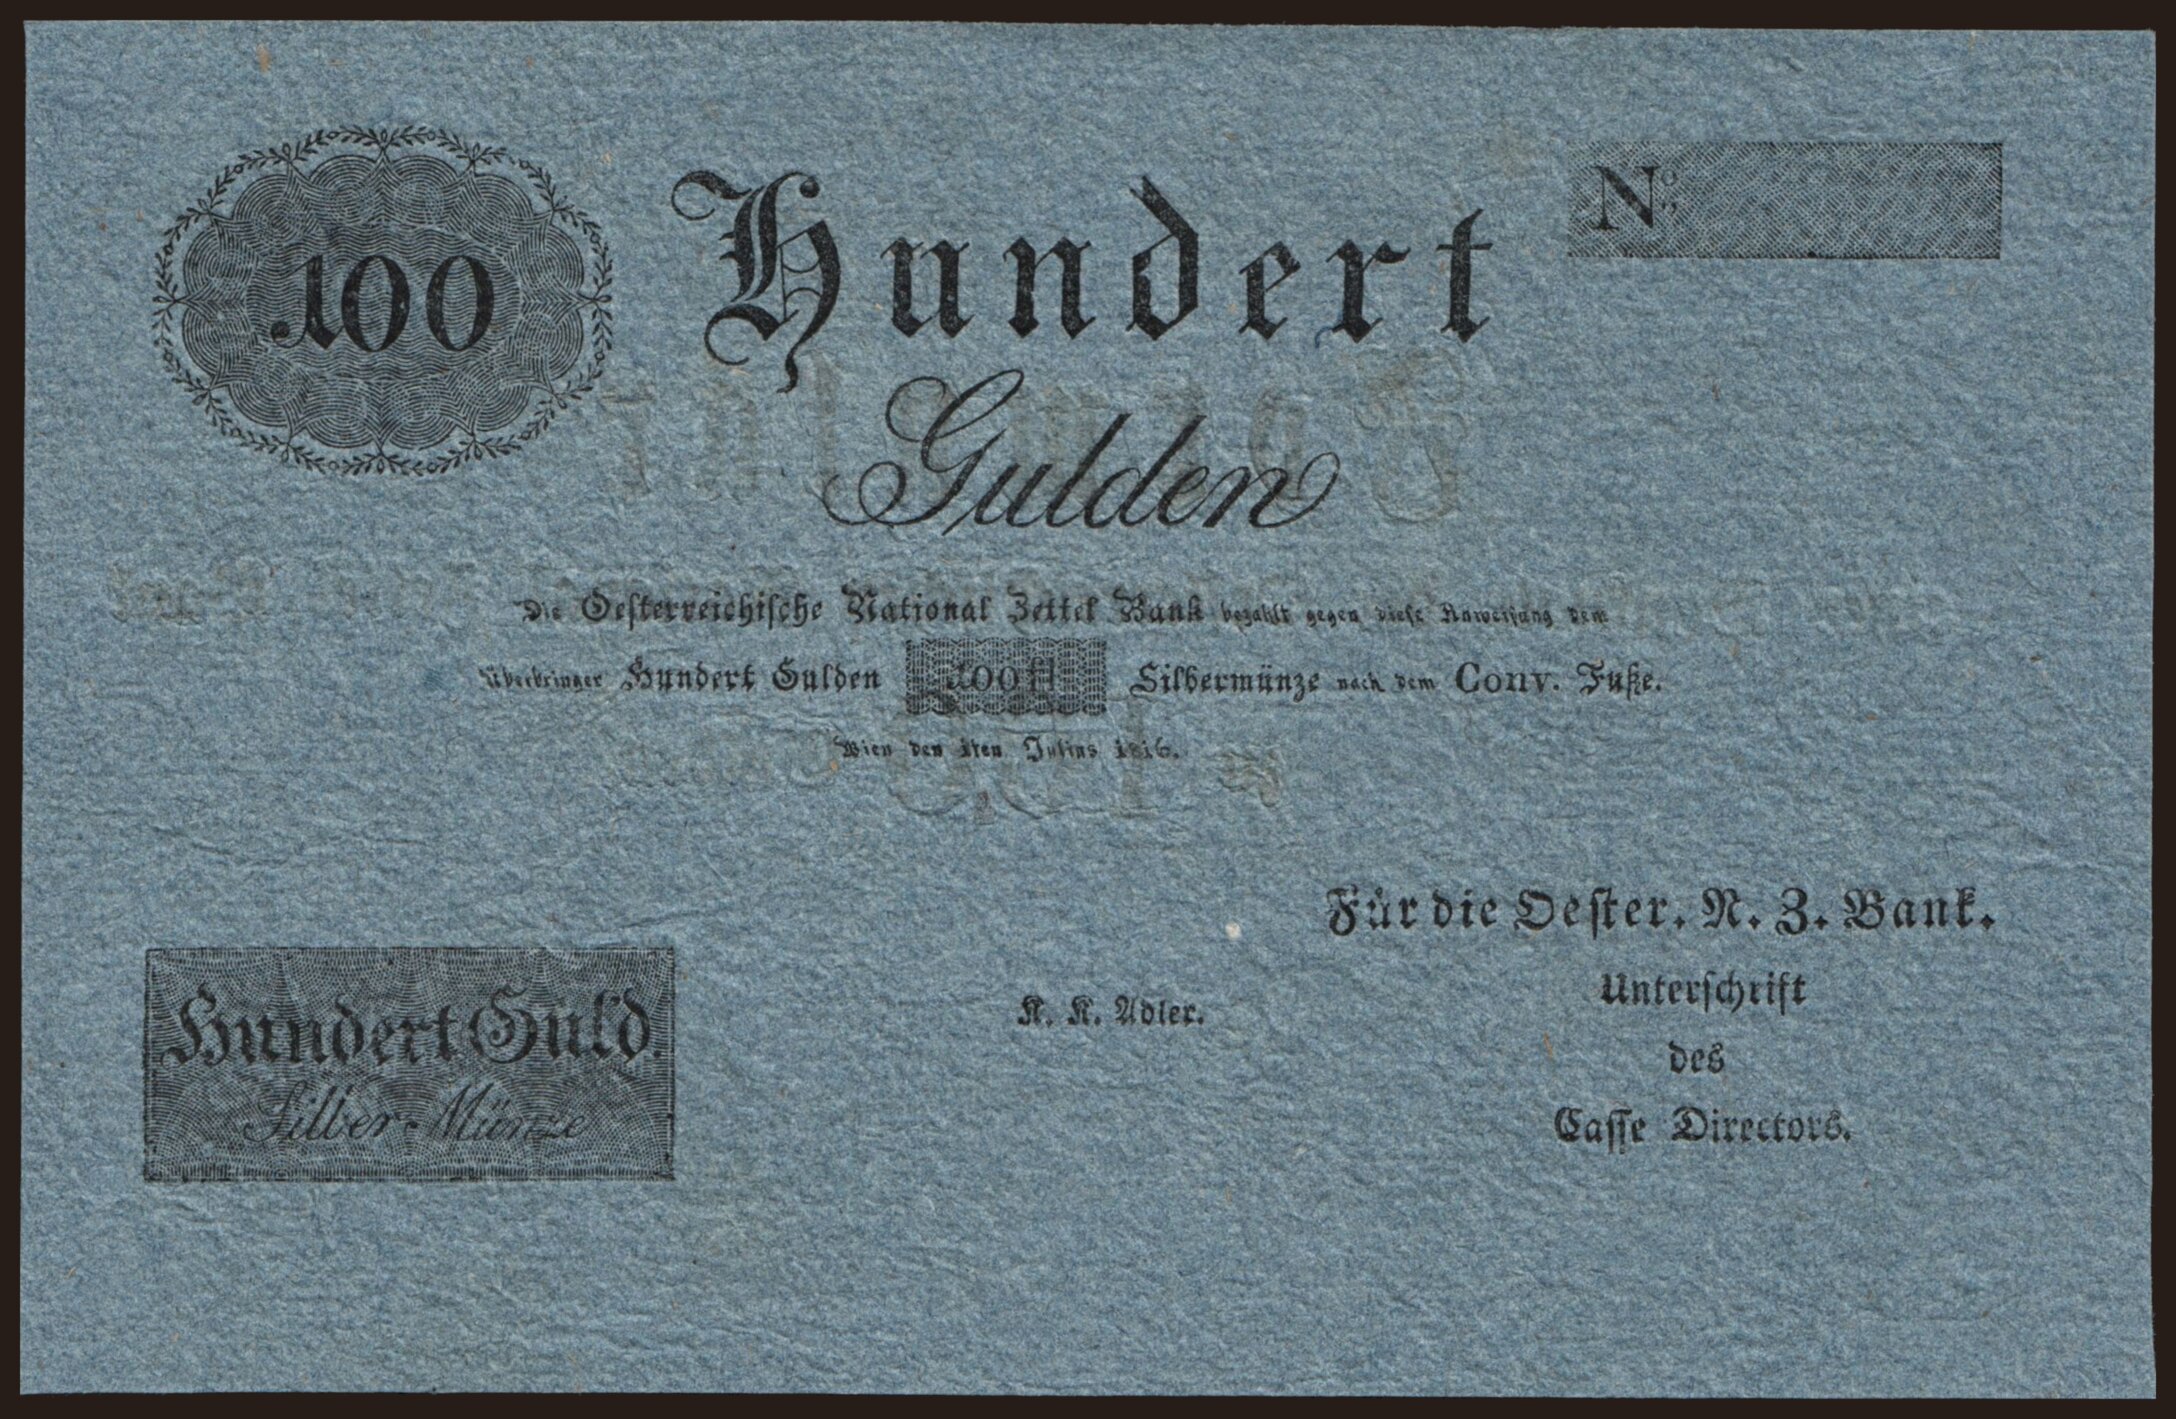 100
Hundert
No
Gulden
Formular
Die Oesterreichische National Zettel Bank bezahlt gegen diese Anweisung dem
Überbringer Hundert Gulden 100 fl Silbermünze nach dem Conv. Fuße.
Wien den 1ten Julius 1816.
Für die Oester. N. Z. Bank.
Hundert Guld.
Silber-Münze
K. K. Adler.
Unterschrift
des
Casse Directors.